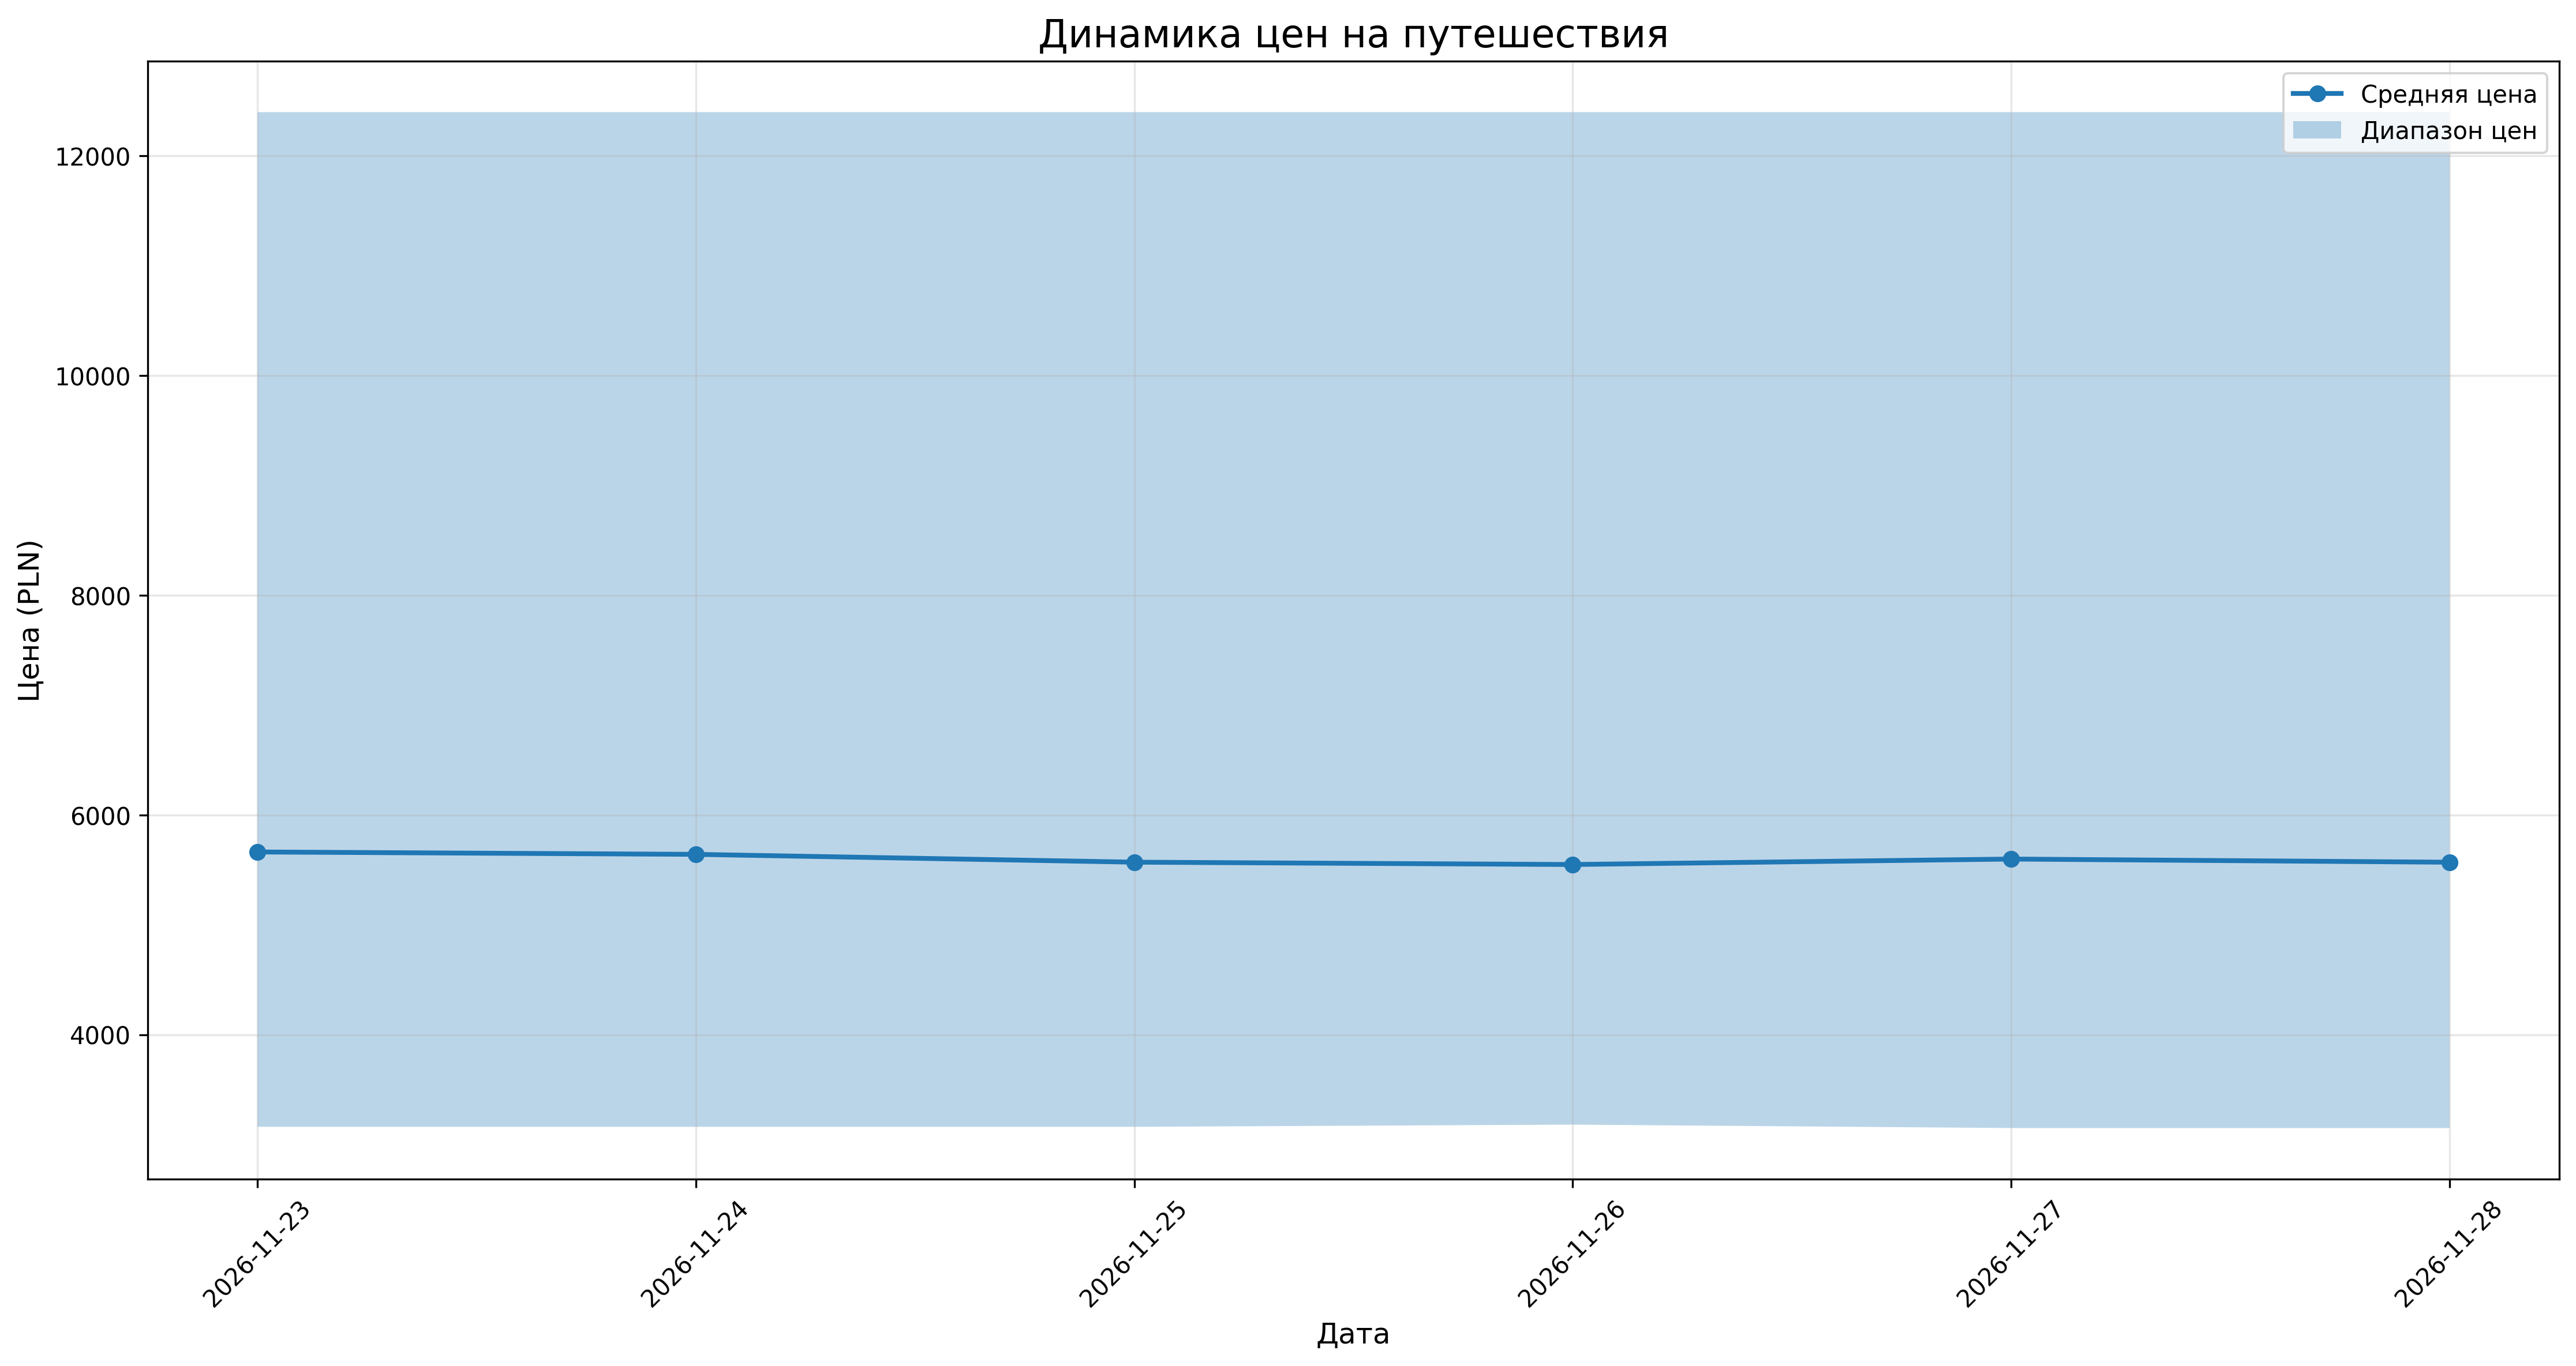 Динамика цен на путешествия
Средняя цена
Диапазон цен
12000
10000
8000
6000
4000
Цена (PLN)
2026-11-23
2026-11-24
2026-11-25
2026-11-26
2026-11-27
2026-11-28
Дата